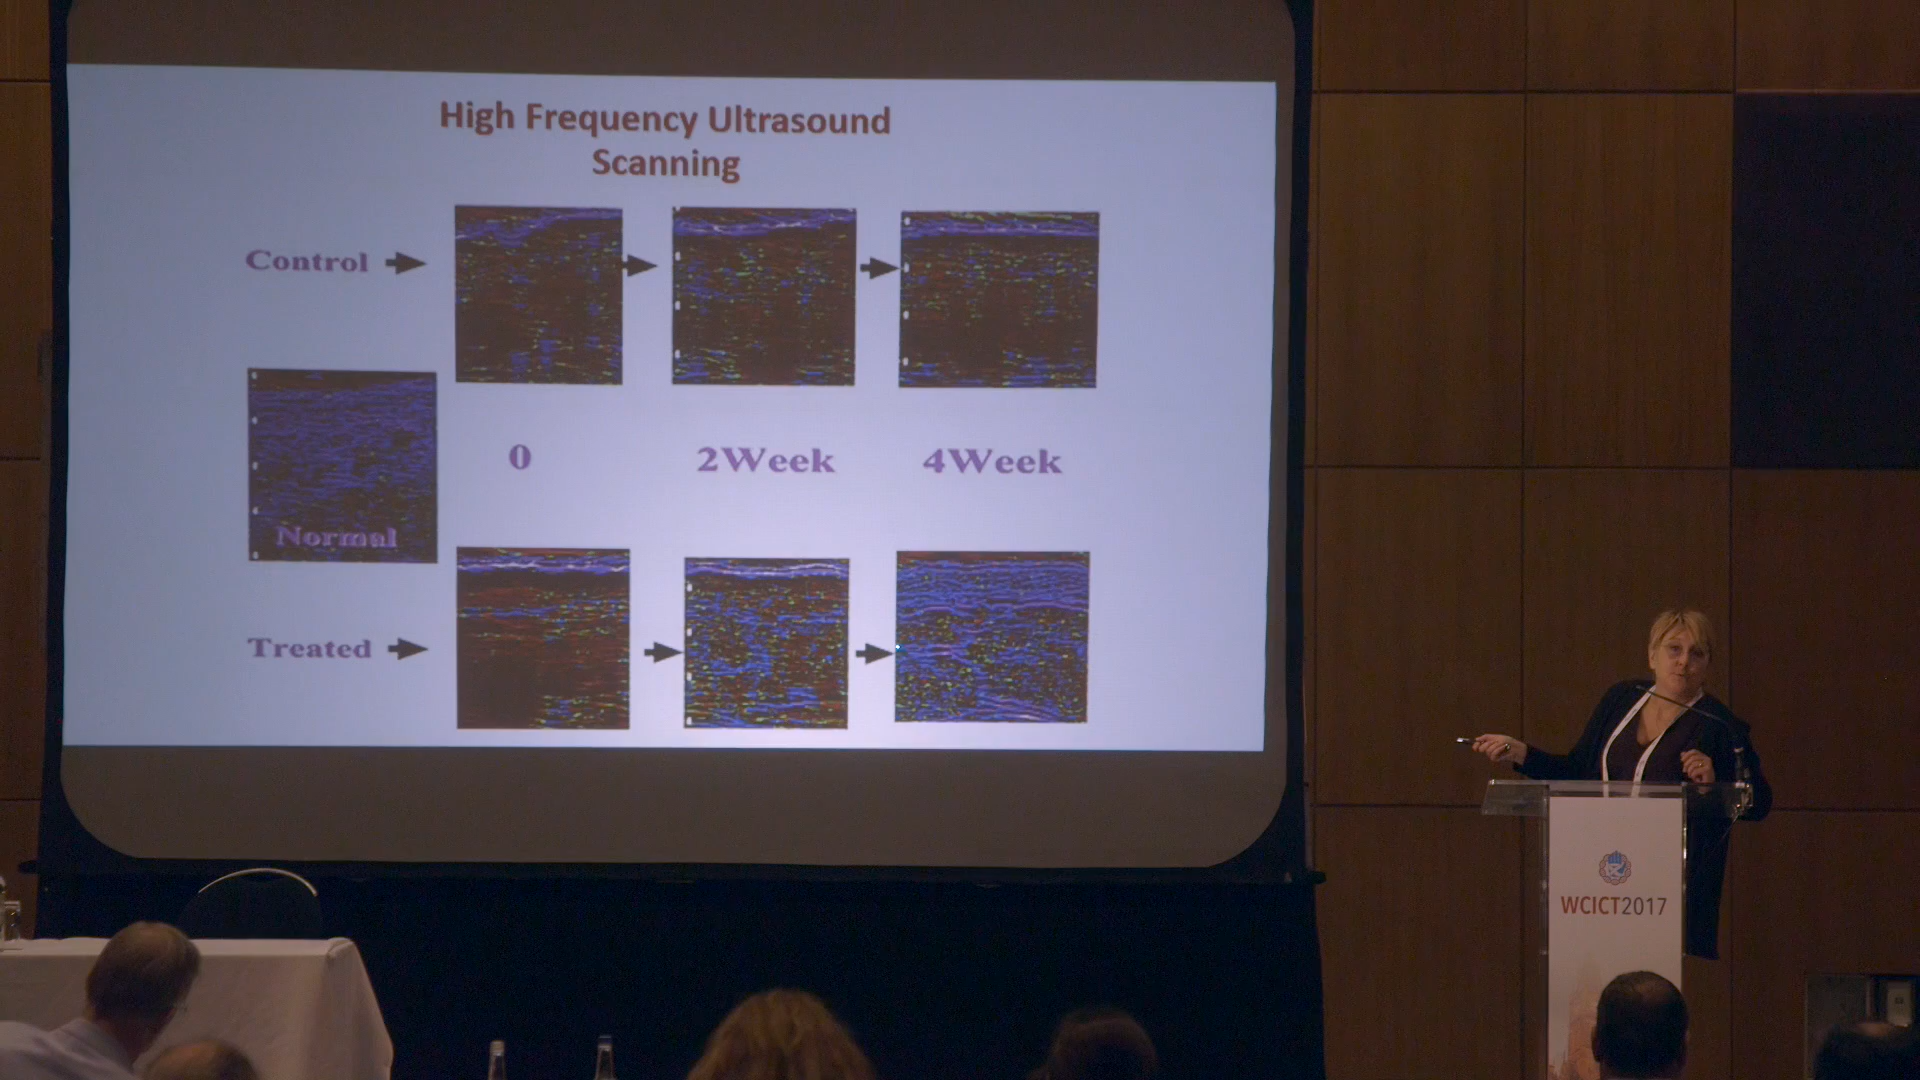 High Frequency Ultrasound
Scanning
Control
Normal
0
2Week
4Week
Treated
WCICT2017